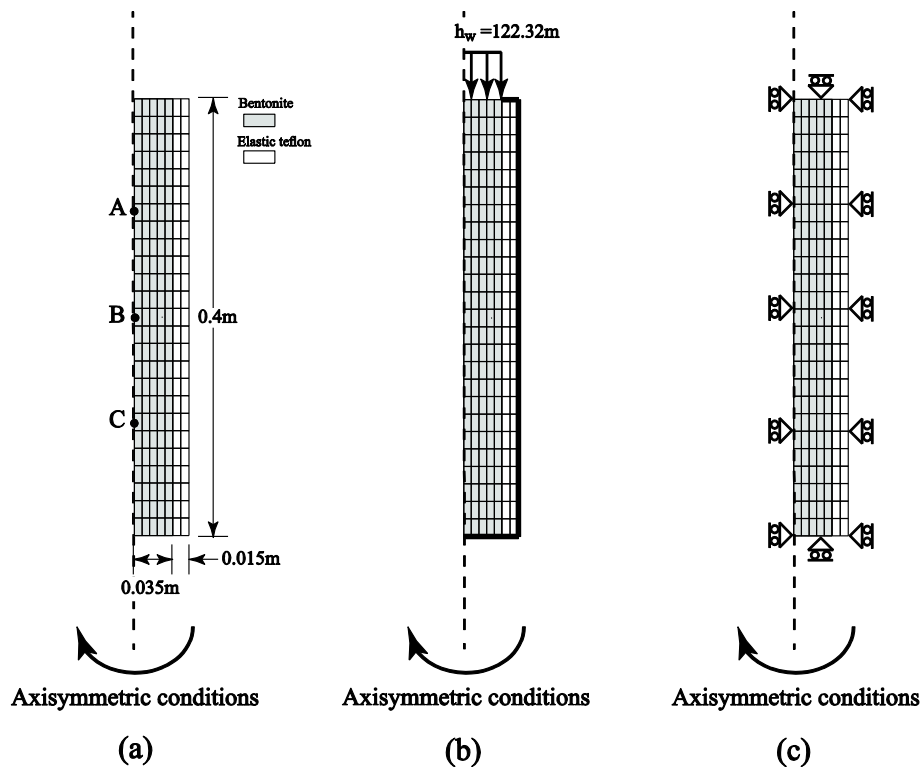 h_w =122.32m
Bentonite
Elastic teflon
A
B
C
0.4m
0.015m
0.035m
Axisymmetric conditions
Axisymmetric conditions
Axisymmetric conditions
(a)
(b)
(c)